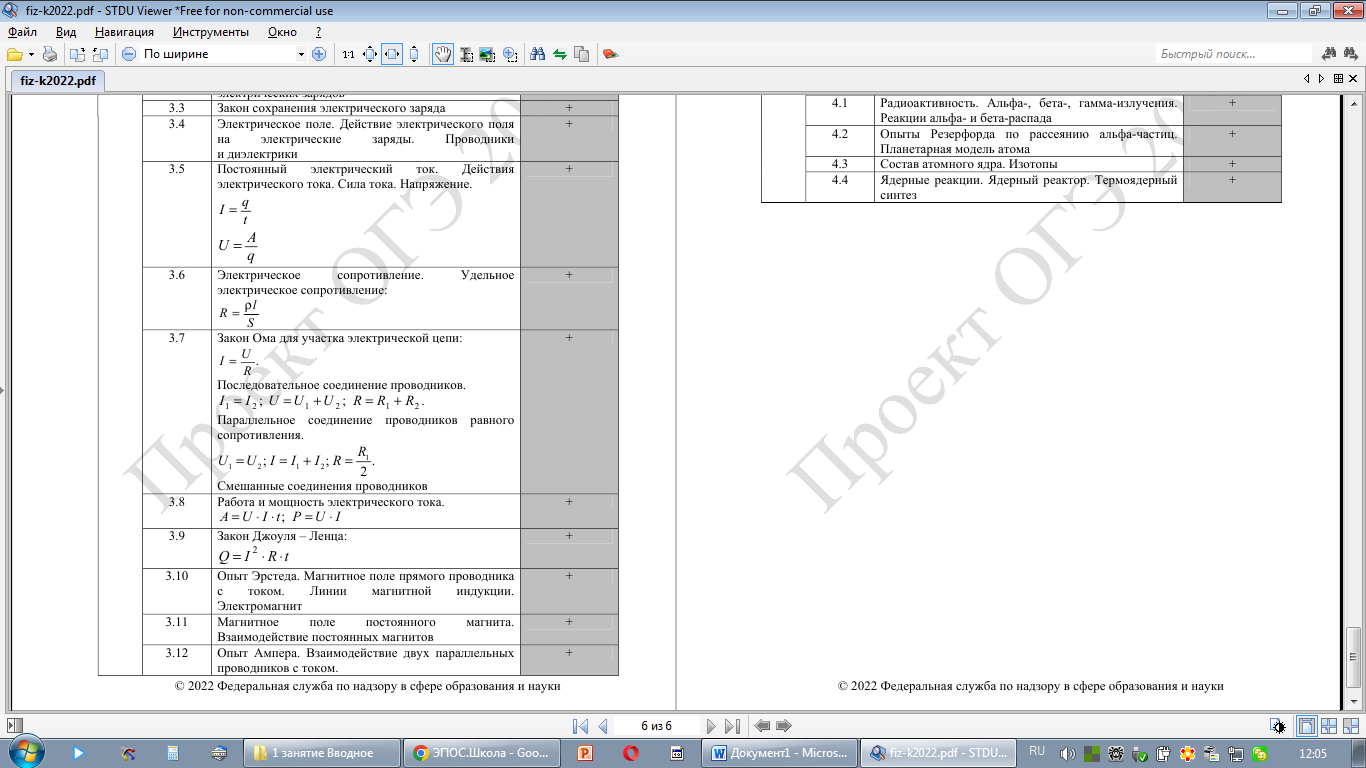 fiz-k2022.pdf - STDU Viewer *Free for non-commercial use
Файл Вид Навигация Инструменты Окно ?
По ширине
1:1
Быстрый поиск...
fiz-k2022.pdf
электрических зарядов
3.3 Закон сохранения электрического заряда +
3.4 Электрическое поле. Действие электрического поля +
на электрические заряды. Проводники
и диэлектрики
3.5 Постоянный электрический ток. Действия +
электрического тока. Сила тока. Напряжение.
I = q/t
U = A/q
3.6 Электрическое сопротивление. Удельное +
электрическое сопротивление:
R = ρl/S
3.7 Закон Ома для участка электрической цепи: +
I = U/R.
Последовательное соединение проводников.
I₁ = I₂; U = U₁ + U₂; R = R₁ + R₂.
Параллельное соединение проводников равного
сопротивления.
U₁ = U₂; I = I₁ + I₂; R = R₁/2.
Смешанные соединения проводников
3.8 Работа и мощность электрического тока. +
A = U · I · t; P = U · I
3.9 Закон Джоуля – Ленца: +
Q = I² · R · t
3.10 Опыт Эрстеда. Магнитное поле прямого проводника +
с током. Линии магнитной индукции.
Электромагнит
3.11 Магнитное поле постоянного магнита. +
Взаимодействие постоянных магнитов
3.12 Опыт Ампера. Взаимодействие двух параллельных +
проводников с током.
© 2022 Федеральная служба по надзору в сфере образования и науки
Проект ОГЭ 20
4.1 Радиоактивность. Альфа-, бета-, гамма-излучения. +
Реакции альфа- и бета-распада
4.2 Опыты Резерфорда по рассеянию альфа-частиц. +
Планетарная модель атома
4.3 Состав атомного ядра. Изотопы +
4.4 Ядерные реакции. Ядерный реактор. Термоядерный +
синтез
© 2022 Федеральная служба по надзору в сфере образования и науки
Проект ОГЭ 20
6 из 6
1 занятие Вводное
ЭПОС.Школа - Goo...
Документ1 - Micros...
fiz-k2022.pdf - STDU...
RU
12:05